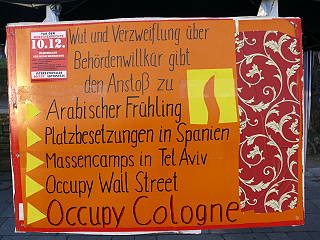 10.12.
Wut und Verzweiflung über
Behördenwillkür gibt
den Anstoß zu
Arabischer Frühling
Platzbesetzungen in Spanien
Massencamps in Tel Aviv
Occupy Wall Street
Occupy Cologne